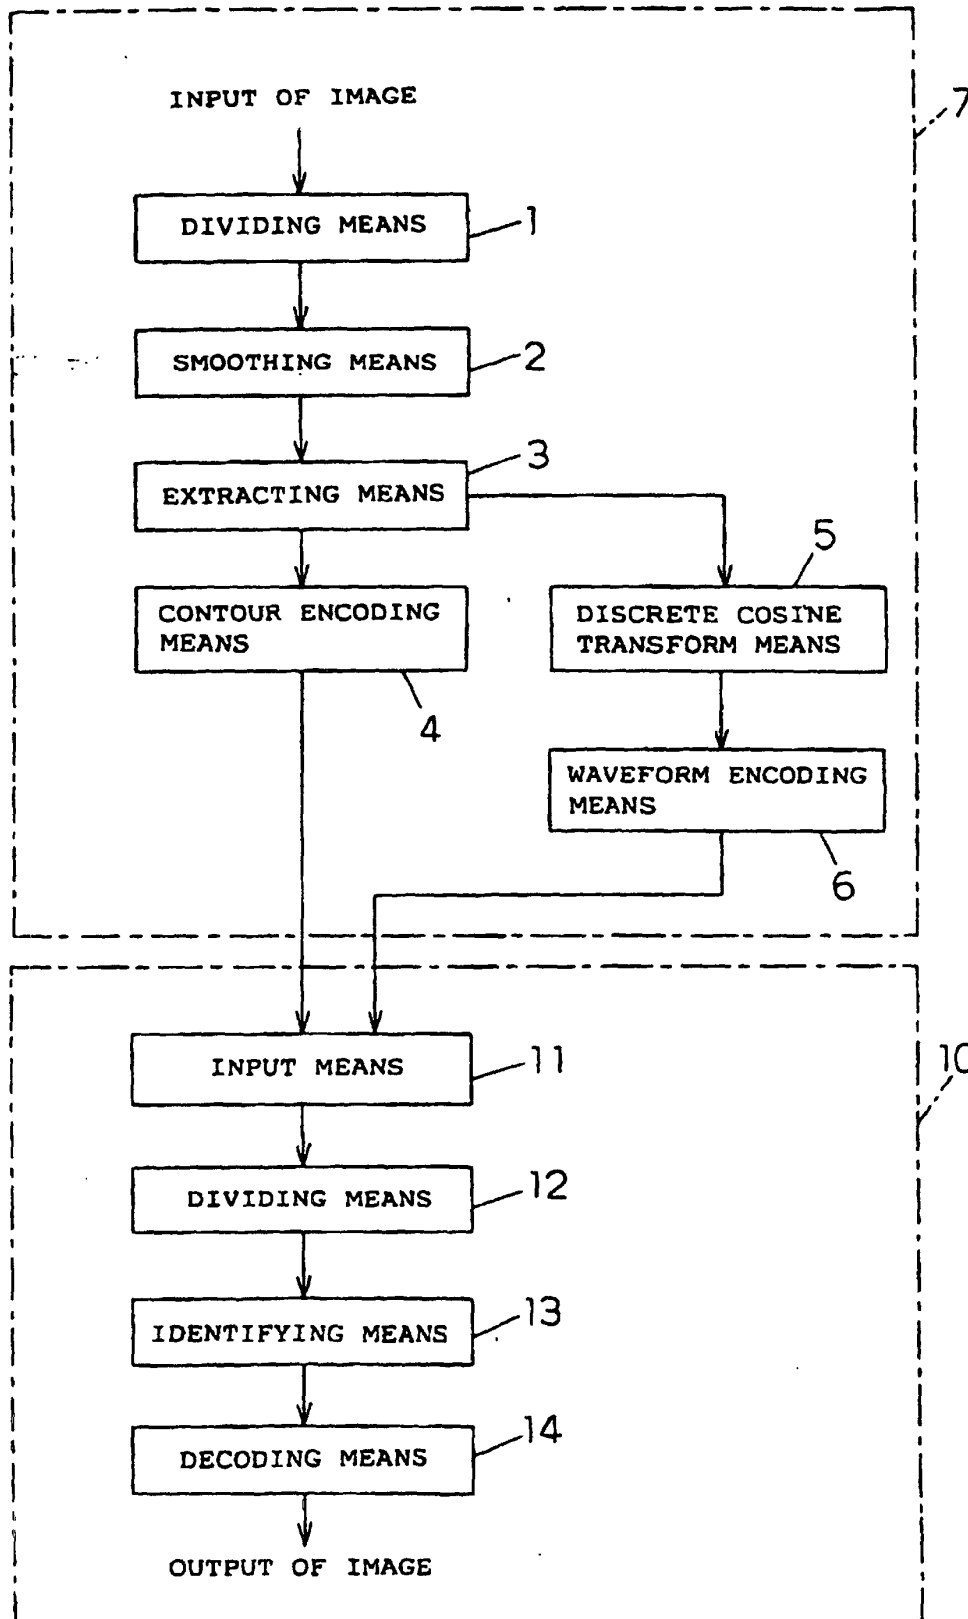 INPUT OF IMAGE
7
DIVIDING MEANS
1
SMOOTHING MEANS
2
EXTRACTING MEANS
3
CONTOUR ENCODING
MEANS
4
5
DISCRETE COSINE
TRANSFORM MEANS
WAVEFORM ENCODING
MEANS
6
INPUT MEANS
11
10
DIVIDING MEANS
12
IDENTIFYING MEANS
13
DECODING MEANS
14
OUTPUT OF IMAGE